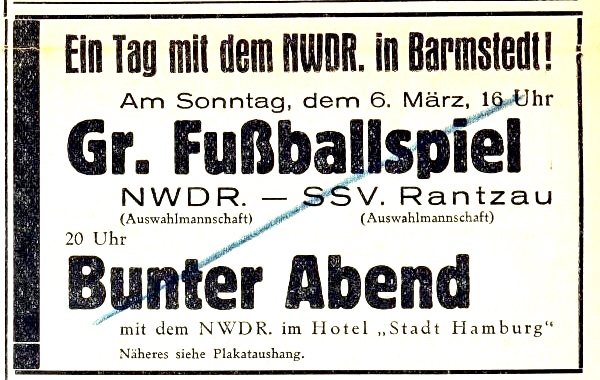 Ein Tag mit dem NWDR. in Barmstedt!
Am Sonntag, dem 6. März, 16 Uhr
Gr. Fußballspiel
NWDR. — SSV. Rantzau
(Auswahlmannschaft) (Auswahlmannschaft)
20 Uhr
Bunter Abend
mit dem NWDR. im Hotel „Stadt Hamburg“
Näheres siehe Plakataushang.